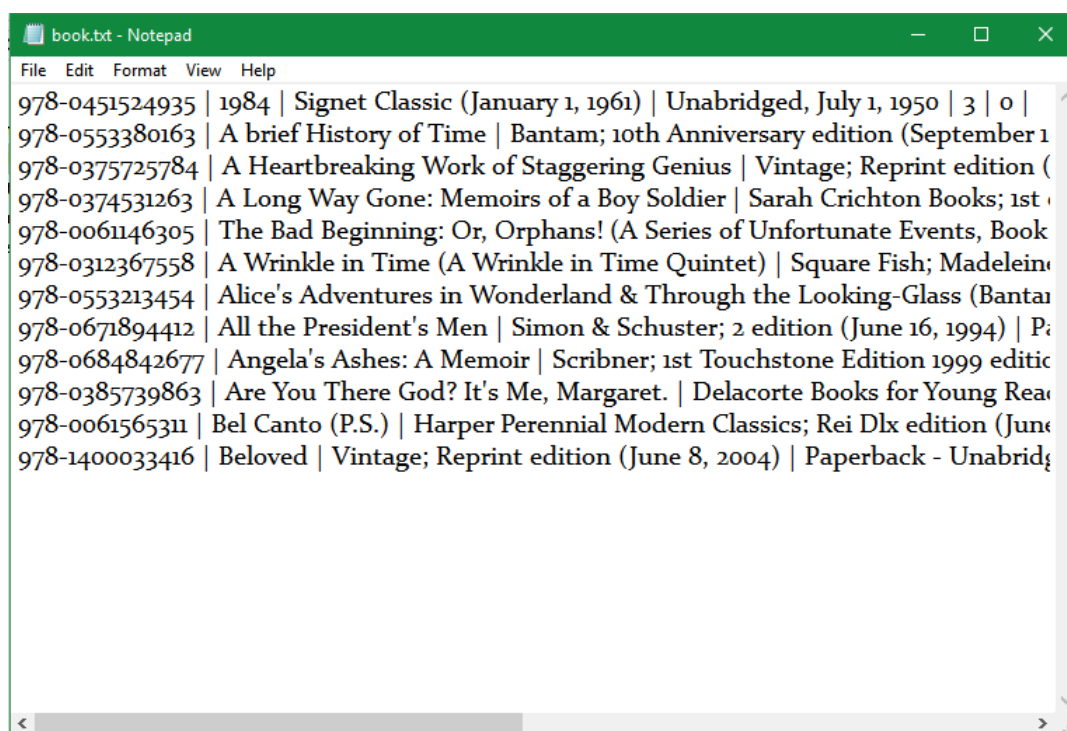 book.txt - Notepad
File Edit Format View Help
978-0451524935 | 1984 | Signet Classic (January 1, 1961) | Unabridged, July 1, 1950 | 3 | 0 |
978-0553380163 | A brief History of Time | Bantam; 10th Anniversary edition (September 1
978-0375725784 | A Heartbreaking Work of Staggering Genius | Vintage; Reprint edition (
978-0374531263 | A Long Way Gone: Memoirs of a Boy Soldier | Sarah Crichton Books; 1st
978-0061146305 | The Bad Beginning: Or, Orphans! (A Series of Unfortunate Events, Book
978-0312367558 | A Wrinkle in Time (A Wrinkle in Time Quintet) | Square Fish; Madeleine
978-0553213454 | Alice's Adventures in Wonderland & Through the Looking-Glass (Bantam
978-0671894412 | All the President's Men | Simon & Schuster; 2 edition (June 16, 1994) | Pa
978-0684842677 | Angela's Ashes: A Memoir | Scribner; 1st Touchstone Edition 1999 editio
978-0385739863 | Are You There God? It's Me, Margaret. | Delacorte Books for Young Read
978-0061565311 | Bel Canto (P.S.) | Harper Perennial Modern Classics; Rei Dlx edition (June
978-1400033416 | Beloved | Vintage; Reprint edition (June 8, 2004) | Paperback - Unabridg